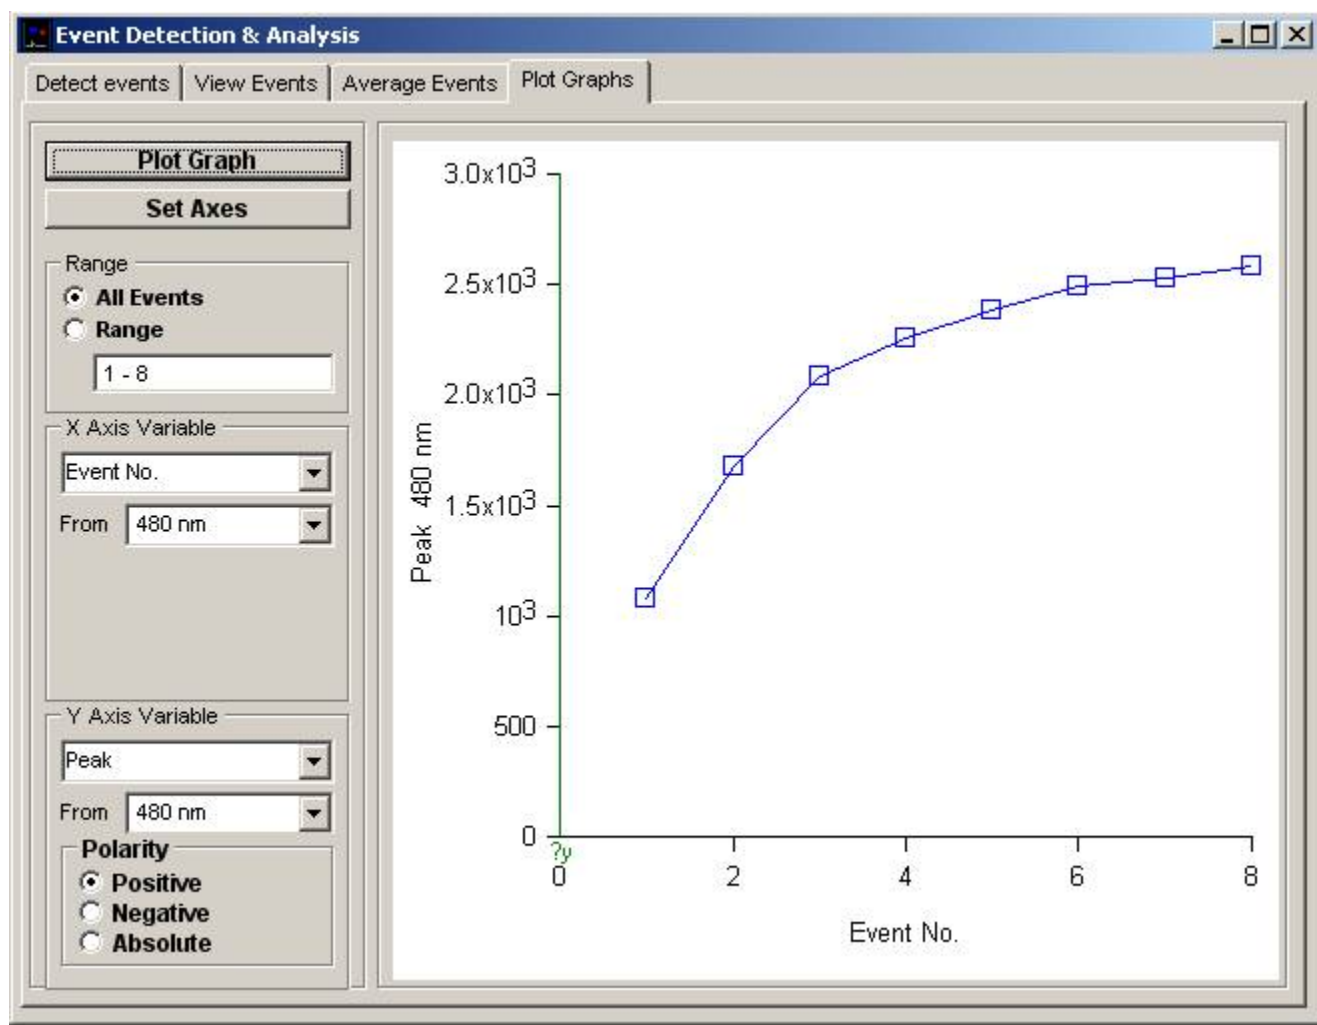 Event Detection & Analysis
Detect events View Events Average Events Plot Graphs
Plot Graph
Set Axes
Range
All Events
Range
1 - 8
X Axis Variable
Event No.
From 480 nm
Y Axis Variable
Peak
From 480 nm
Polarity
Positive
Negative
Absolute
3.0x10³
2.5x10³
2.0x10³
1.5x10³
10³
500
0
Peak 480 nm
?y
0 2 4 6 8
Event No.